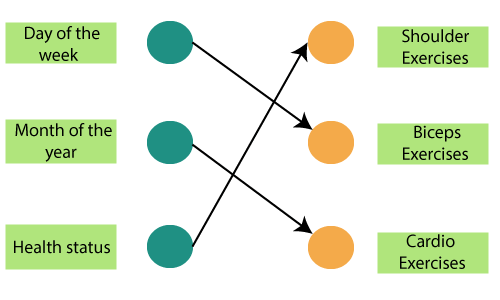 Day of the
week
Shoulder
Exercises
Month of the
year
Biceps
Exercises
Health status
Cardio
Exercises